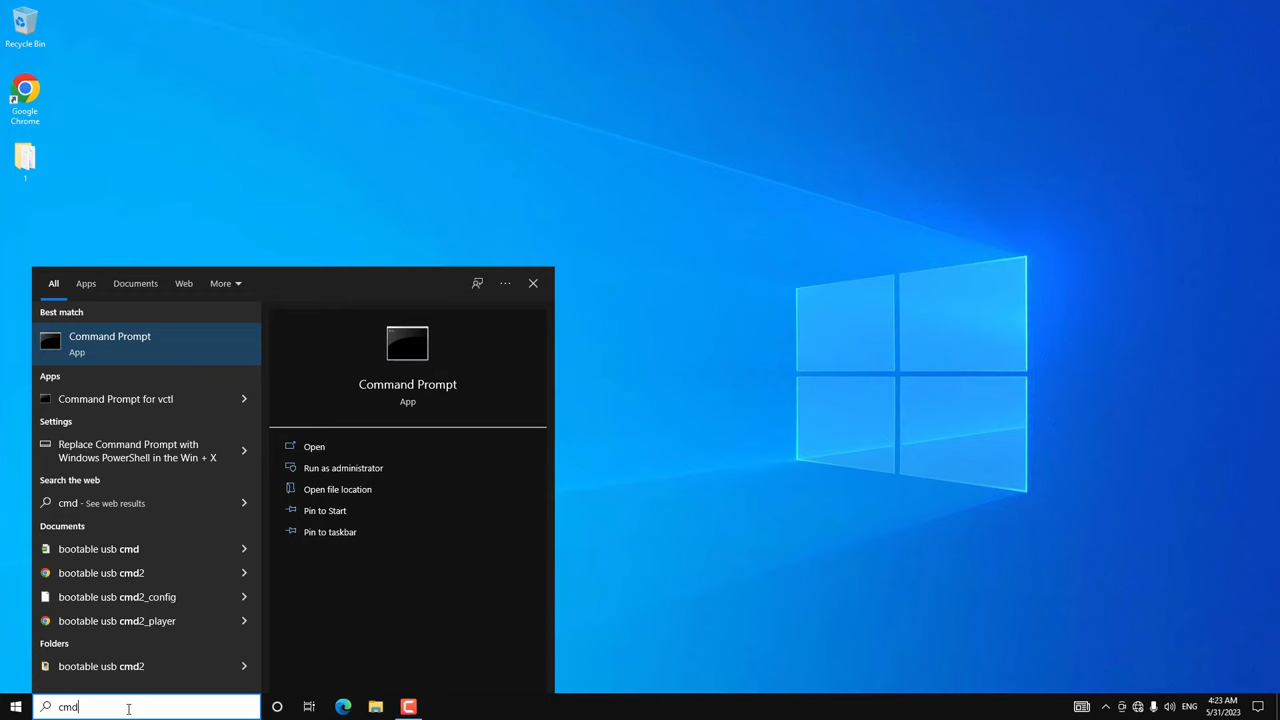 Recycle Bin
Google
Chrome
1
All Apps Documents Web More
Best match
Command Prompt
App
Apps
Command Prompt for vctl
Settings
Replace Command Prompt with
Windows PowerShell in the Win + X
Search the web
cmd - See web results
Documents
bootable usb cmd
bootable usb cmd2
bootable usb cmd2_config
bootable usb cmd2_player
Folders
bootable usb cmd2
Command Prompt
App
Open
Run as administrator
Open file location
Pin to Start
Pin to taskbar
cmd
ENG
4:23 AM
5/31/2023